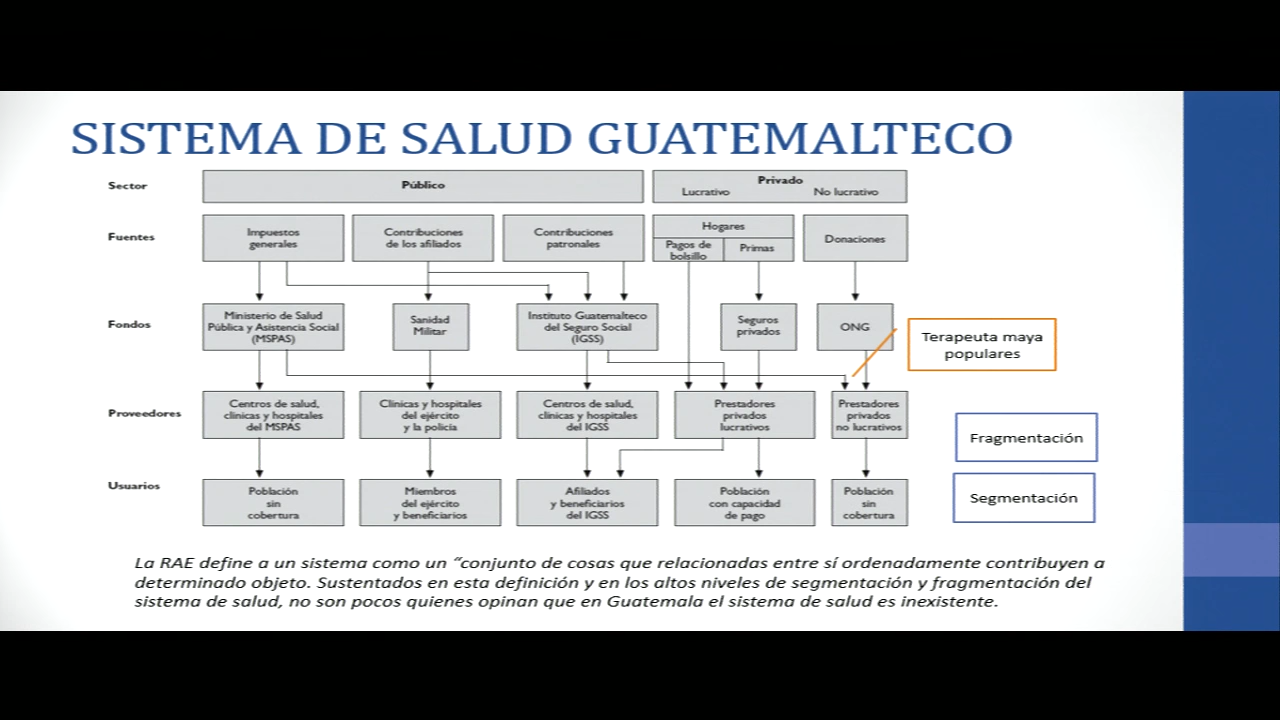 SISTEMA DE SALUD GUATEMALTECO
Sector
Público
Privado
Lucrativo
No lucrativo
Fuentes
Impuestos
generales
Contribuciones
de los afiliados
Contribuciones
patronales
Hogares
Pagos de
bolsillo
Primas
Donaciones
Fondos
Ministerio de Salud
Pública y Asistencia Social
(MSPAS)
Sanidad
Militar
Instituto Guatemalteco
del Seguro Social
(IGSS)
Seguros
privados
ONG
Terapeuta maya
populares
Proveedores
Centros de salud,
clínicas y hospitales
del MSPAS
Clínicas y hospitales
del ejército
y la policía
Centros de salud,
clínicas y hospitales
del IGSS
Prestadores
privados
lucrativos
Prestadores
privados
no lucrativos
Fragmentación
Usuarios
Población
sin
cobertura
Miembros
del ejército
y beneficiarios
Afiliados
y beneficiarios
del IGSS
Población
con capacidad
de pago
Población
sin
cobertura
Segmentación
La RAE define a un sistema como un “conjunto de cosas que relacionadas entre sí ordenadamente contribuyen a
determinado objeto. Sustentados en esta definición y en los altos niveles de segmentación y fragmentación del
sistema de salud, no son pocos quienes opinan que en Guatemala el sistema de salud es inexistente.